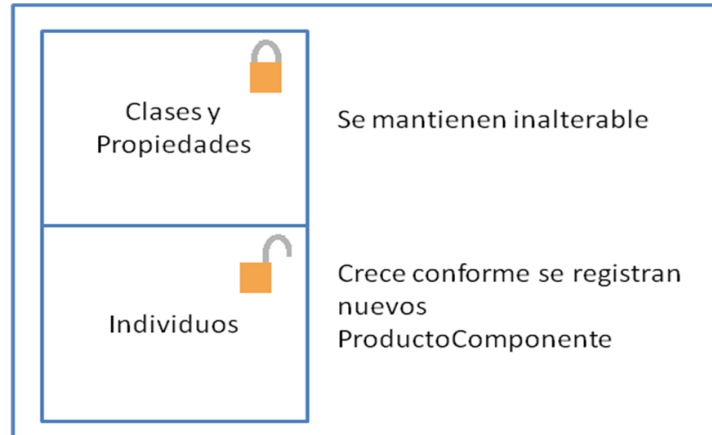 Clases y
Propiedades
Se mantienen inalterable
Individuos
Crece conforme se registran
nuevos
ProductoComponente